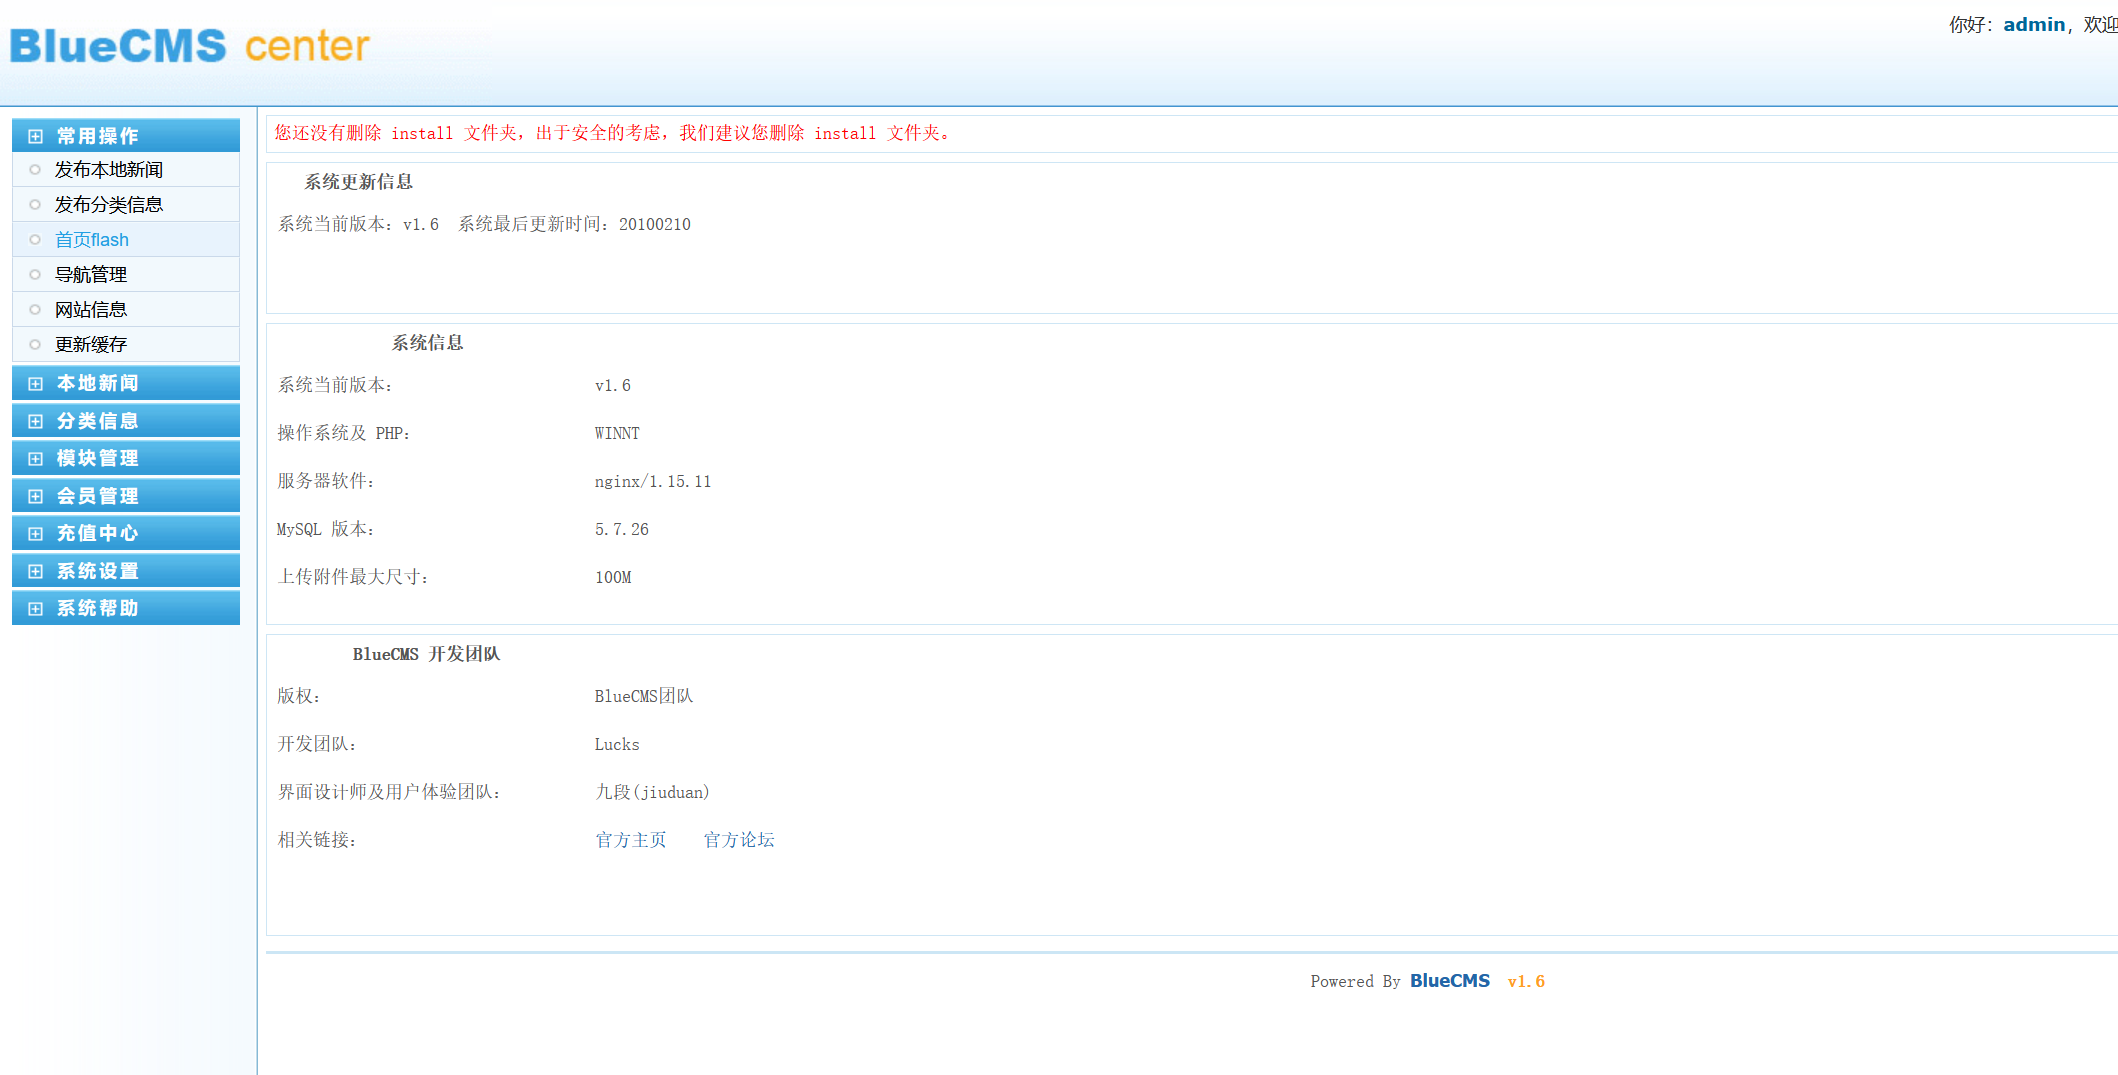 BlueCMS center
你好：admin，欢迎
常用操作
发布本地新闻
发布分类信息
首页flash
导航管理
网站信息
更新缓存
本地新闻
分类信息
模块管理
会员管理
充值中心
系统设置
系统帮助
您还没有删除 install 文件夹，出于安全的考虑，我们建议您删除 install 文件夹。
系统更新信息
系统当前版本：v1.6 系统最后更新时间：20100210
系统信息
系统当前版本： v1.6
操作系统及 PHP： WINNT
服务器软件： nginx/1.15.11
MySQL 版本： 5.7.26
上传附件最大尺寸： 100M
BlueCMS 开发团队
版权： BlueCMS团队
开发团队： Lucks
界面设计师及用户体验团队： 九段(jiuduan)
相关链接： 官方主页 官方论坛
Powered By BlueCMS v1.6